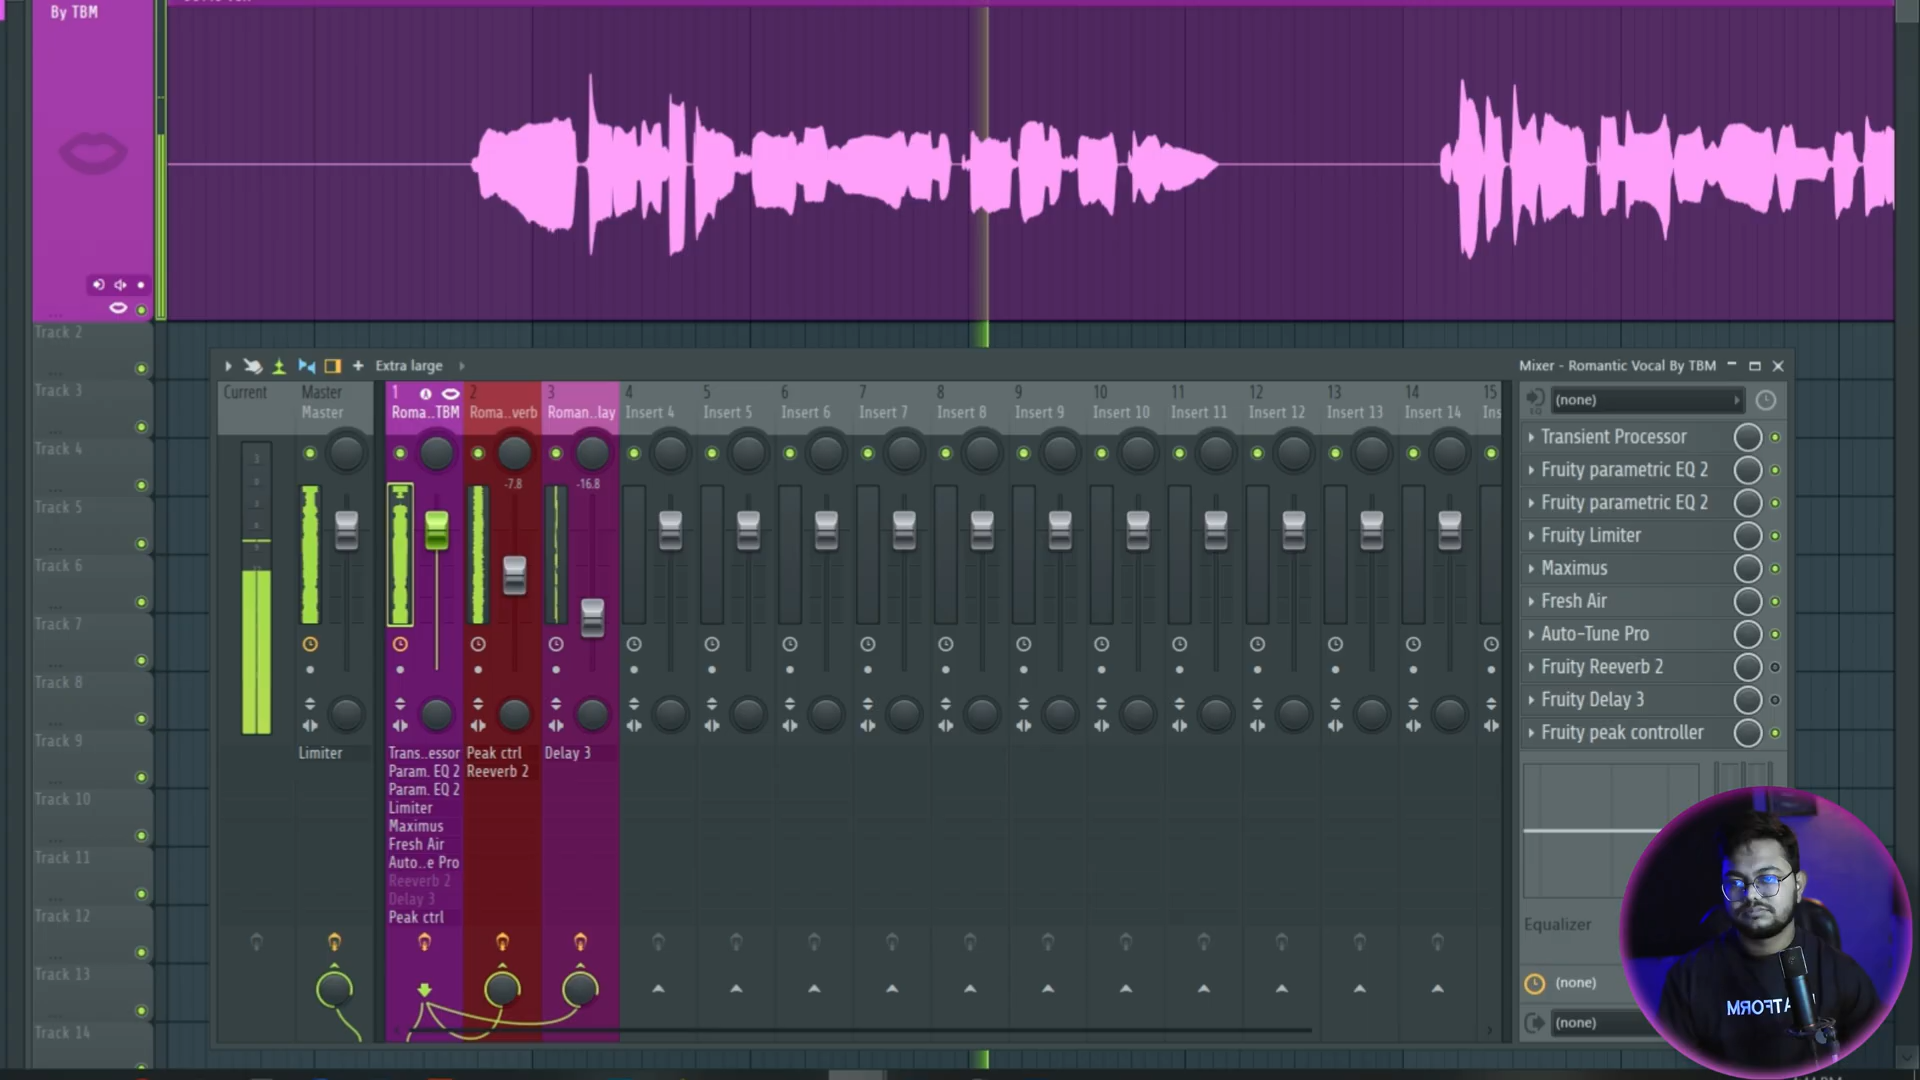 By TBM
Track 2
Track 3
Track 4
Track 5
Track 6
Track 7
Track 8
Track 9
Track 10
Track 11
Track 12
Track 13
Track 14
Extra large
Mixer - Romantic Vocal By TBM
Current
Master
1
2
3
4
5
6
7
8
9
10
11
12
13
14
15
Master
Roma..TBM
Roma..verb
Roman..lay
Insert 4
Insert 5
Insert 6
Insert 7
Insert 8
Insert 9
Insert 10
Insert 11
Insert 12
Insert 13
Insert 14
Ins
-7.8
-16.8
Limiter
Trans..essor
Param. EQ 2
Param. EQ 2
Limiter
Maximus
Fresh Air
Auto..e Pro
Reeverb 2
Delay 3
Peak ctrl
Peak ctrl
Reeverb 2
Delay 3
(none)
Transient Processor
Fruity parametric EQ 2
Fruity parametric EQ 2
Fruity Limiter
Maximus
Fresh Air
Auto-Tune Pro
Fruity Reeverb 2
Fruity Delay 3
Fruity peak controller
Equalizer
(none)
(none)